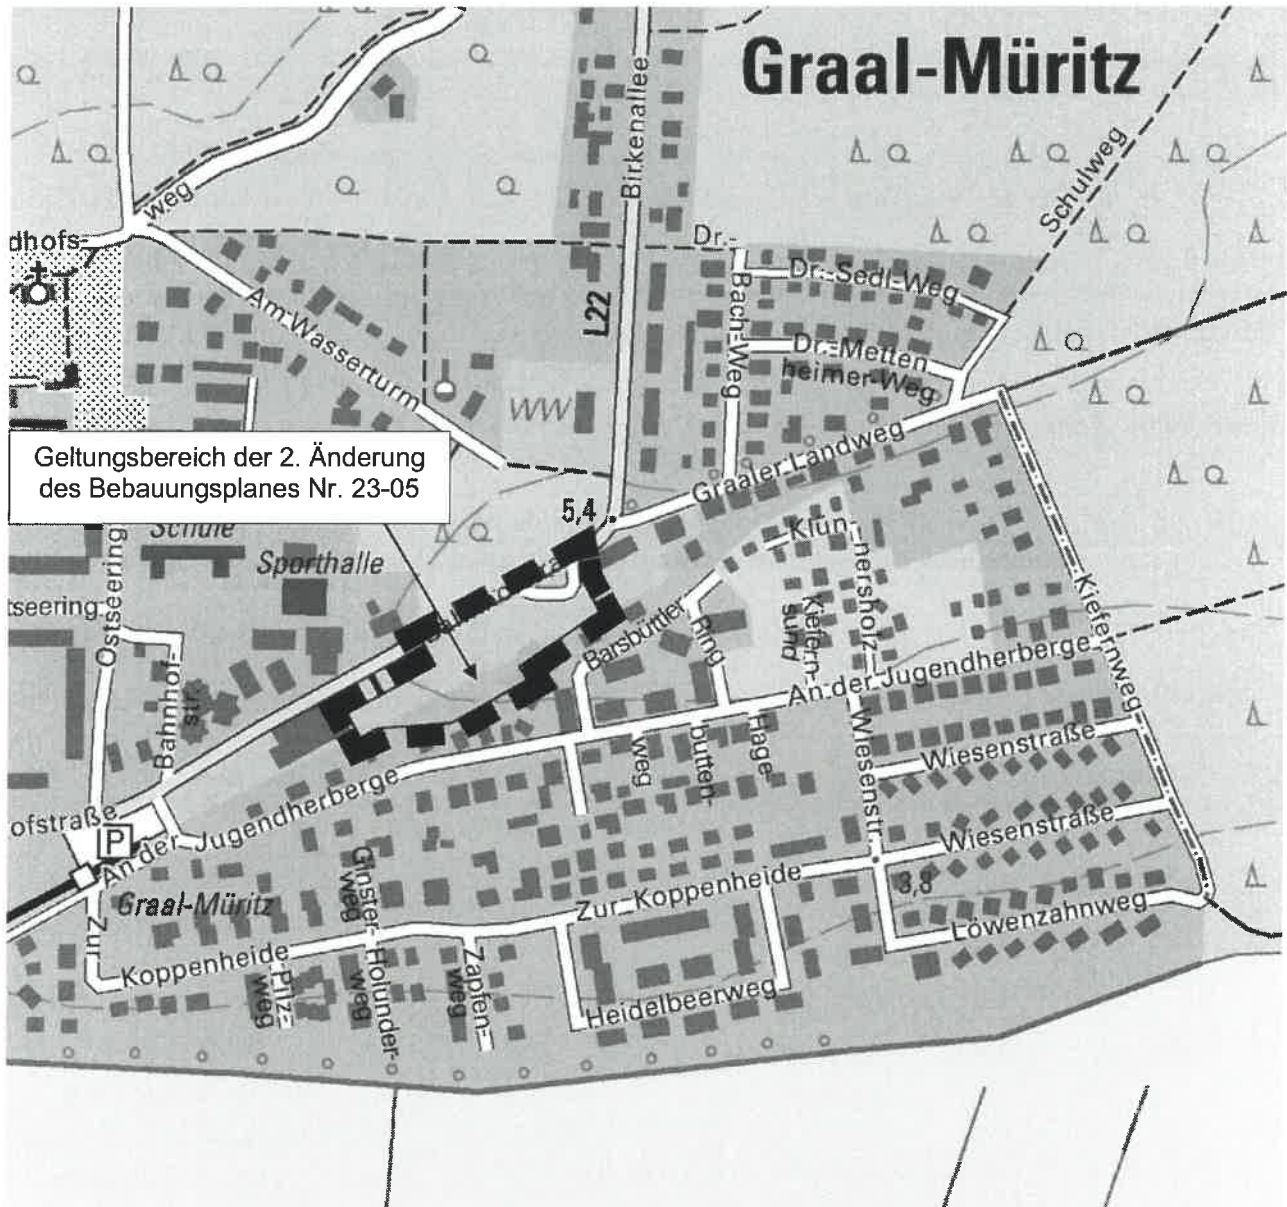 Graal-Müritz
Birkenallee
Schulweg
weg
dhofs-
Dr.-
Bach-Weg
Dr.-Sedl-Weg
Am Wasserturm
L22
Dr.-Metten
heimer-Weg
WW
Graaler Landweg
Geltungsbereich der 2. Änderung
des Bebauungsplanes Nr. 23-05
5,4
Schule
Sporthalle
Klün-
nersholz
Ostseering
tseering
Kiefern-
sund
Kiefernweg
Barsbüttler
Ring
Bahnhof-
str.
An der Jugendherberge
Hage-
butten-
weg
Wiesenstr.
Wiesenstraße
An der Jugendherberge
ofstraße
P
Wiesenstraße
3,8
Graal-Müritz
Ginster-
weg
Zur Koppenheide
Löwenzahnweg
Zur
Koppenheide
Pilz-
weg
Holunder-
weg
Zapfen-
weg
Heidelbeerweg